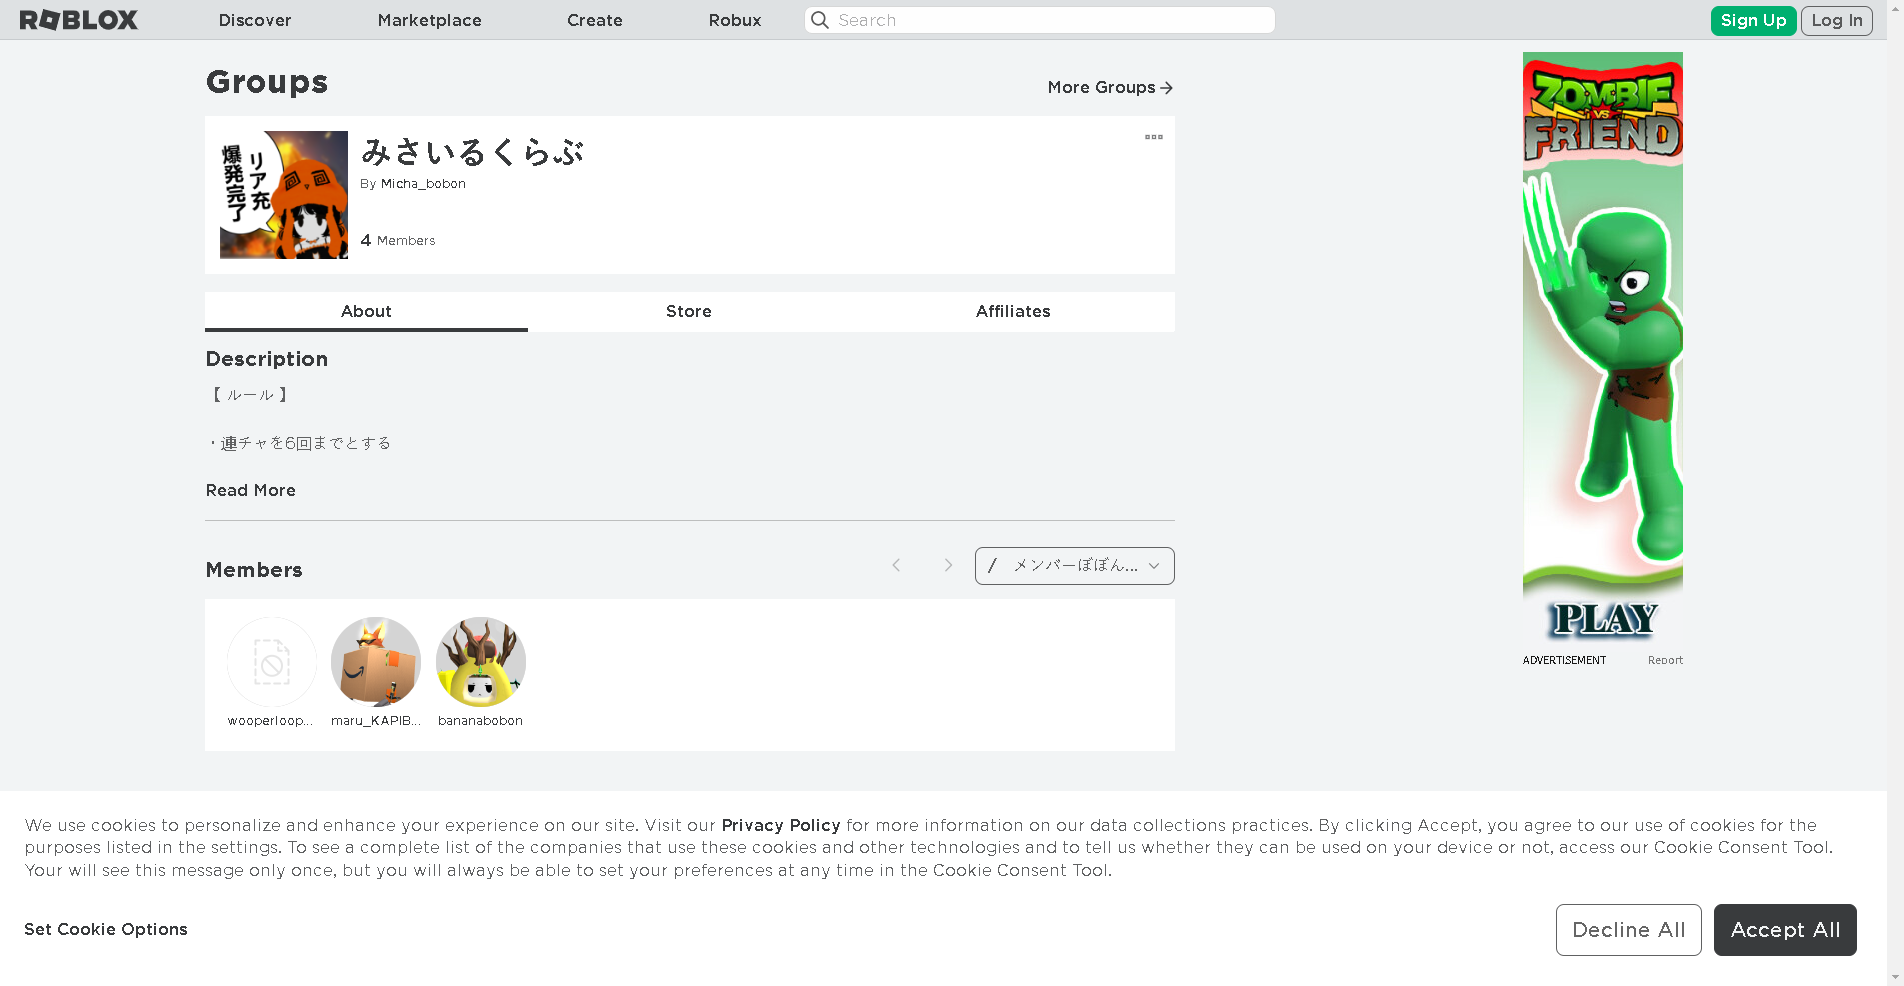 ROBLOX
Discover
Marketplace
Create
Robux
Search
Sign Up
Log In
Groups
More Groups
爆発完了
リア充
みさいるくらぶ
By Micha_bobon
4 Members
About
Store
Affiliates
Description
【 ルール 】
・連チャを6回までとする
Read More
Members
/ メンバーぼぼん...
wooperloop...
maru_KAPIB...
bananabobon
ZOMBIE
VS
FRIEND
PLAY
ADVERTISEMENT
Report
We use cookies to personalize and enhance your experience on our site. Visit our Privacy Policy for more information on our data collections practices. By clicking Accept, you agree to our use of cookies for the
purposes listed in the settings. To see a complete list of the companies that use these cookies and other technologies and to tell us whether they can be used on your device or not, access our Cookie Consent Tool.
Your will see this message only once, but you will always be able to set your preferences at any time in the Cookie Consent Tool.
Set Cookie Options
Decline All
Accept All